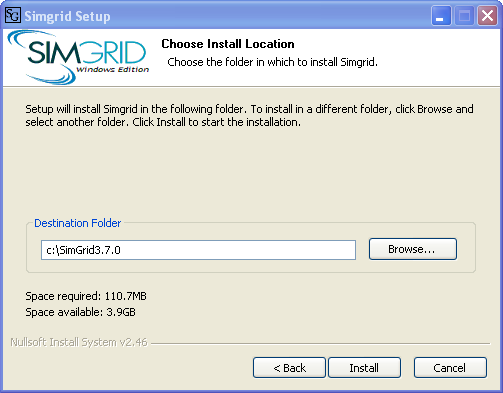 SG Simgrid Setup
SIMGRID
Windows Edition
Choose Install Location
Choose the folder in which to install Simgrid.
Setup will install Simgrid in the following folder. To install in a different folder, click Browse and
select another folder. Click Install to start the installation.
Destination Folder
c:\SimGrid3.7.0
Browse...
Space required: 110.7MB
Space available: 3.9GB
Nullsoft Install System v2.46
< Back
Install
Cancel